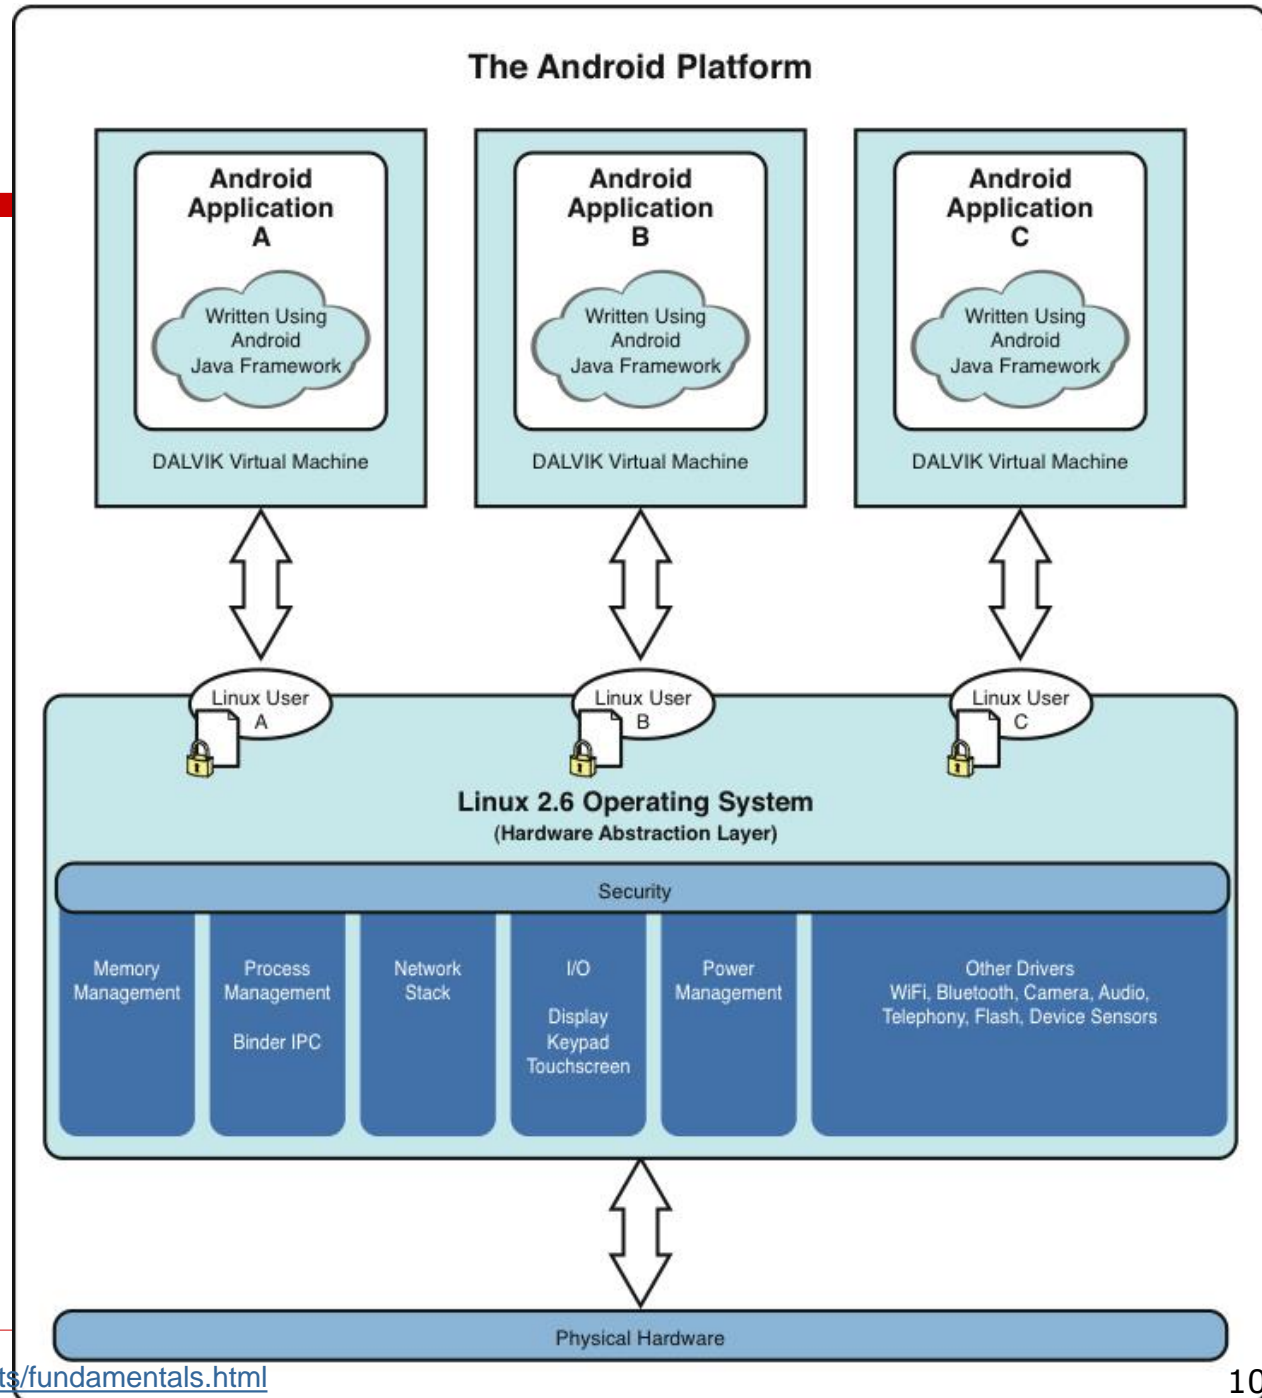 The Android Platform
Android
Application
A
Written Using
Android
Java Framework
DALVIK Virtual Machine
Android
Application
B
Written Using
Android
Java Framework
DALVIK Virtual Machine
Android
Application
C
Written Using
Android
Java Framework
DALVIK Virtual Machine
Linux User
A
Linux User
B
Linux User
C
Linux 2.6 Operating System
(Hardware Abstraction Layer)
Security
Memory
Management
Process
Management
Binder IPC
Network
Stack
I/O
Display
Keypad
Touchscreen
Power
Management
Other Drivers
WiFi, Bluetooth, Camera, Audio,
Telephony, Flash, Device Sensors
Physical Hardware
ts/fundamentals.html
10